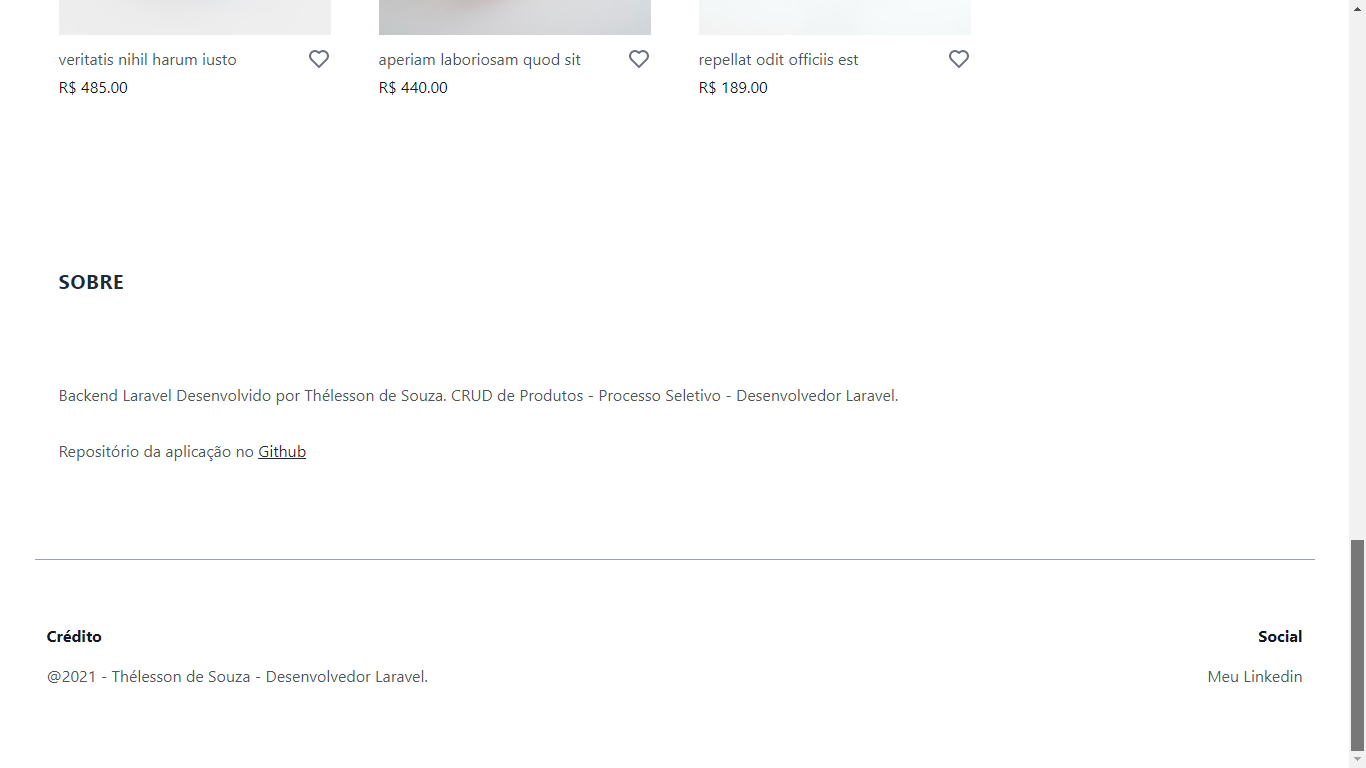 veritatis nihil harum iusto
R$ 485.00
aperiam laboriosam quod sit
R$ 440.00
repellat odit officiis est
R$ 189.00
SOBRE
Backend Laravel Desenvolvido por Thélesson de Souza. CRUD de Produtos - Processo Seletivo - Desenvolvedor Laravel.
Repositório da aplicação no Github
Crédito
@2021 - Thélesson de Souza - Desenvolvedor Laravel.
Social
Meu Linkedin